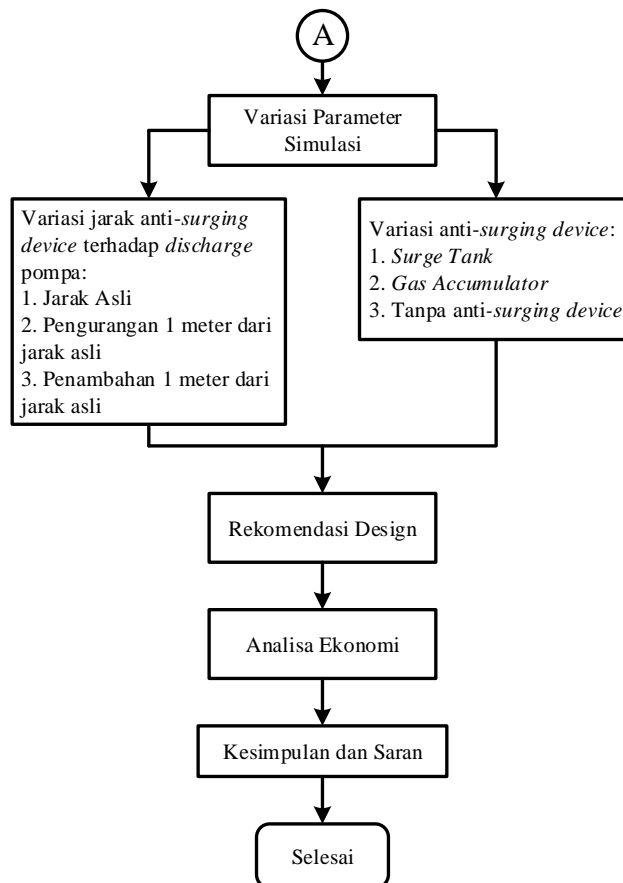 A
Variasi Parameter
Simulasi
Variasi jarak anti-surging
device terhadap discharge
pompa:
1. Jarak Asli
2. Pengurangan 1 meter dari
jarak asli
3. Penambahan 1 meter dari
jarak asli
Variasi anti-surging device:
1. Surge Tank
2. Gas Accumulator
3. Tanpa anti-surging device
Rekomendasi Design
Analisa Ekonomi
Kesimpulan dan Saran
Selesai